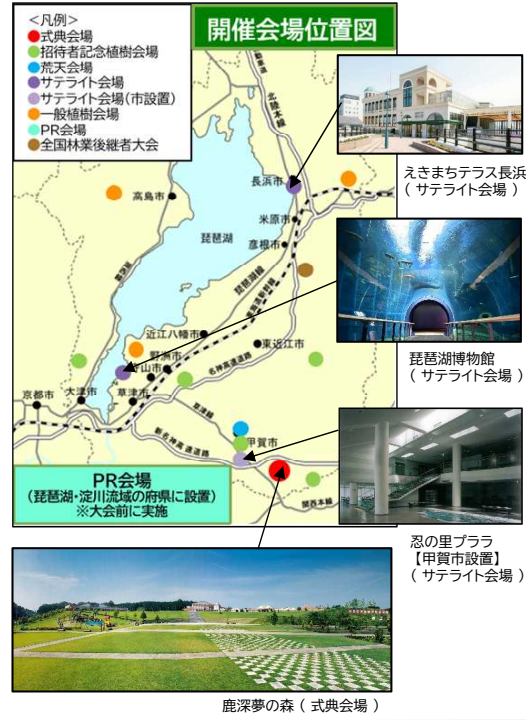 <凡例>
式典会場
招待者記念植樹会場
荒天会場
サテライト会場
サテライト会場(市設置)
一般植樹会場
PR会場
全国林業後継者大会
開催会場位置図
北陸本線
長浜市
高島市
米原市
琵琶湖
彦根市
琵琶湖線
近江八幡市
東近江市
野洲市
守山市
名神高速道路
京都市
大津市
草津市
草津線
新名神高速道路
甲賀市
関西本線
PR会場
(琵琶湖・淀川流域の府県に設置)
※大会前に実施
えきまちテラス長浜
( サテライト会場 )
琵琶湖博物館
( サテライト会場 )
忍の里プララ
【甲賀市設置】
( サテライト会場 )
鹿深夢の森 ( 式典会場 )